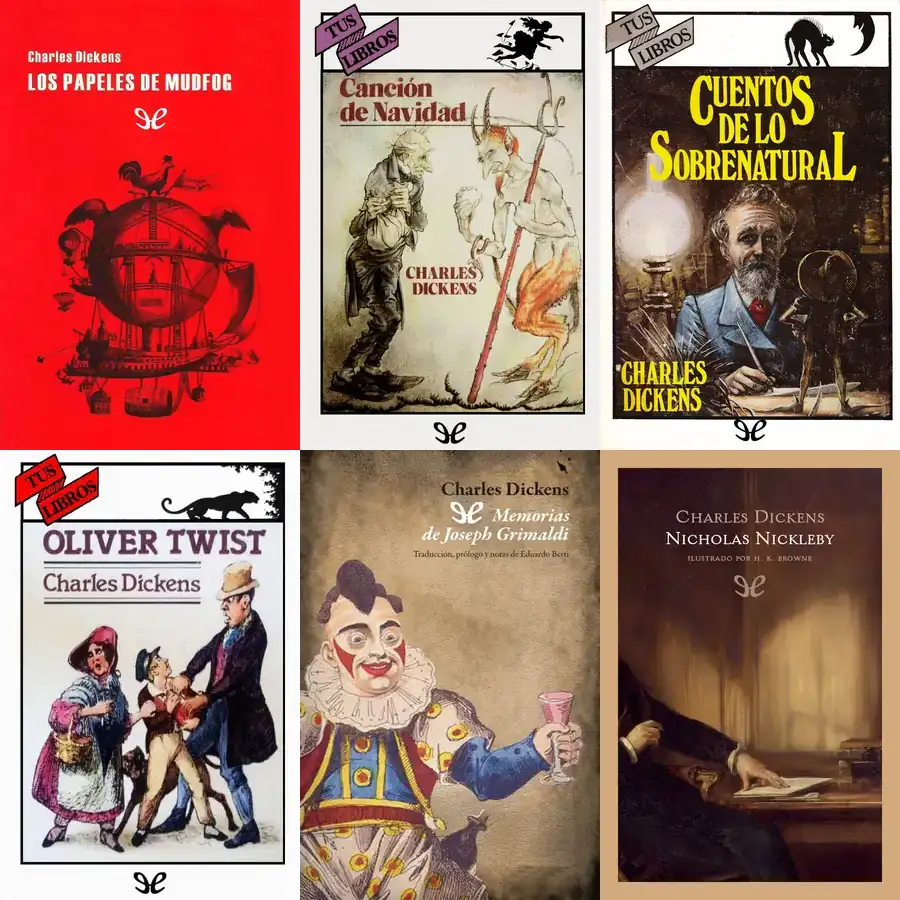 Charles Dickens
LOS PAPELES DE MUDFOG
TUS
LIBROS
Canción
de Navidad
CHARLES
DICKENS
TUS
LIBROS
CUENTOS
DE LO
SOBRENATURAL
CHARLES
DICKENS
TUS
LIBROS
OLIVER TWIST
Charles Dickens
Charles Dickens
Memorias
de Joseph Grimaldi
Traducción, prólogo y notas de Eduardo Berti
CHARLES DICKENS
NICHOLAS NICKLEBY
ILUSTRADO POR H. K. BROWNE